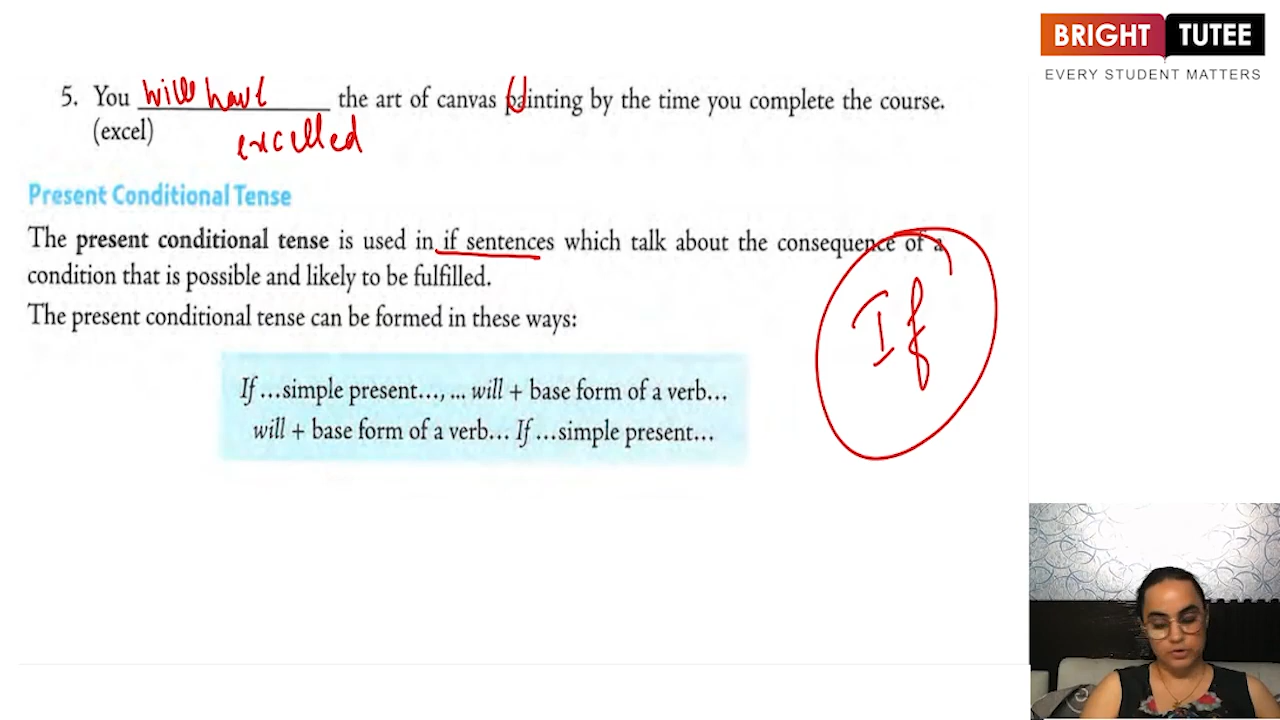 BRIGHT TUTEE
EVERY STUDENT MATTERS
5. You will have the art of canvas painting by the time you complete the course.
(excel) excelled
Present Conditional Tense
The present conditional tense is used in if sentences which talk about the consequence of a
condition that is possible and likely to be fulfilled.
The present conditional tense can be formed in these ways:
If
If ...simple present..., ... will + base form of a verb...
will + base form of a verb... If ...simple present...